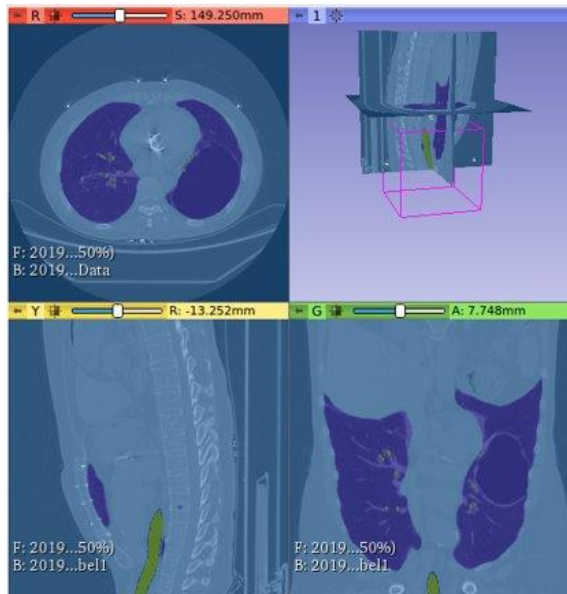 R S: 149.250mm
1
F: 2019...50%)
B: 2019...Data
Y R: -13.252mm
G A: 7.748mm
F: 2019...50%)
B: 2019...bel1
F: 2019...50%)
B: 2019...bel1